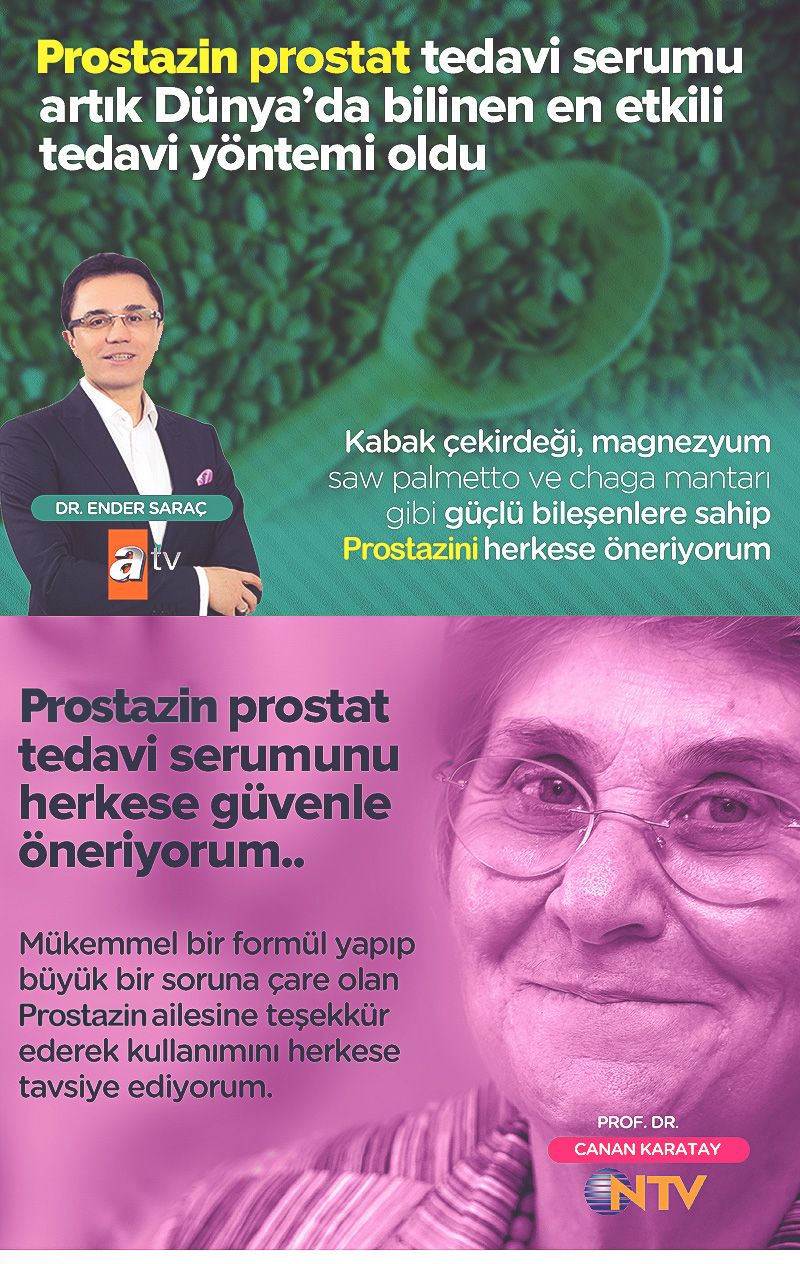 Prostazin prostat tedavi serumu
artık Dünya'da bilinen en etkili
tedavi yöntemi oldu
Kabak çekirdeği, magnezyum
saw palmetto ve chaga mantarı
gibi güçlü bileşenlere sahip
Prostazini herkese öneriyorum
DR. ENDER SARAÇ
atv
Prostazin prostat
tedavi serumunu
herkese güvenle
öneriyorum..
Mükemmel bir formül yapıp
büyük bir soruna çare olan
Prostazin ailesine teşekkür
ederek kullanımını herkese
tavsiye ediyorum.
PROF. DR.
CANAN KARATAY
NTV